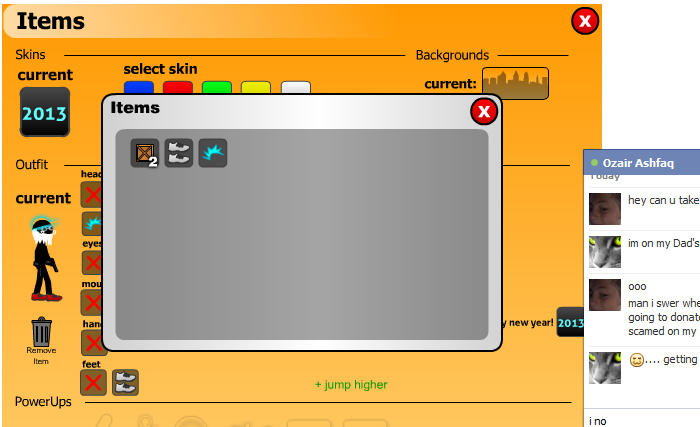 Items
X
Skins
Backgrounds
current
select skin
current:
2013
Items
X
2
Outfit
current
head
eyes
mou
hand
feet
Remove
Item
y new year!
2013
+ jump higher
PowerUps
Ozair Ashfaq
Today
hey can u take
im on my Dad's
ooo
man i swer whe
going to donat
scamed on my
.... getting
i no